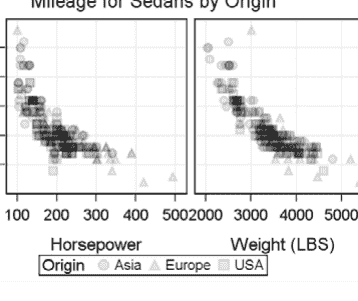 Mileage for Sedans by Origin
100 200 300 400 500 2000 3000 4000 5000
Horsepower Weight (LBS)
Origin Asia Europe USA